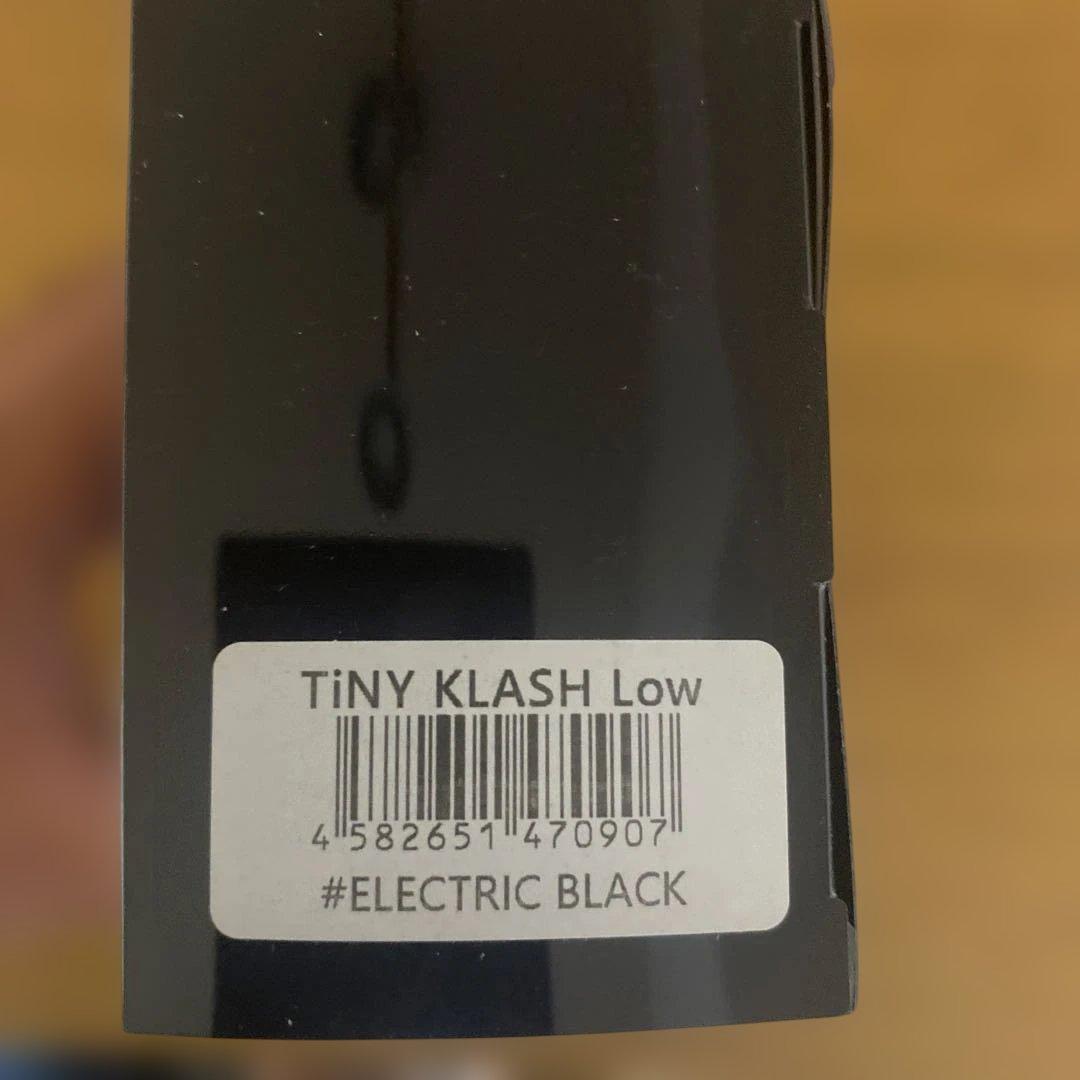 TiNY KLASH Low
4 582651 470907
#ELECTRIC BLACK